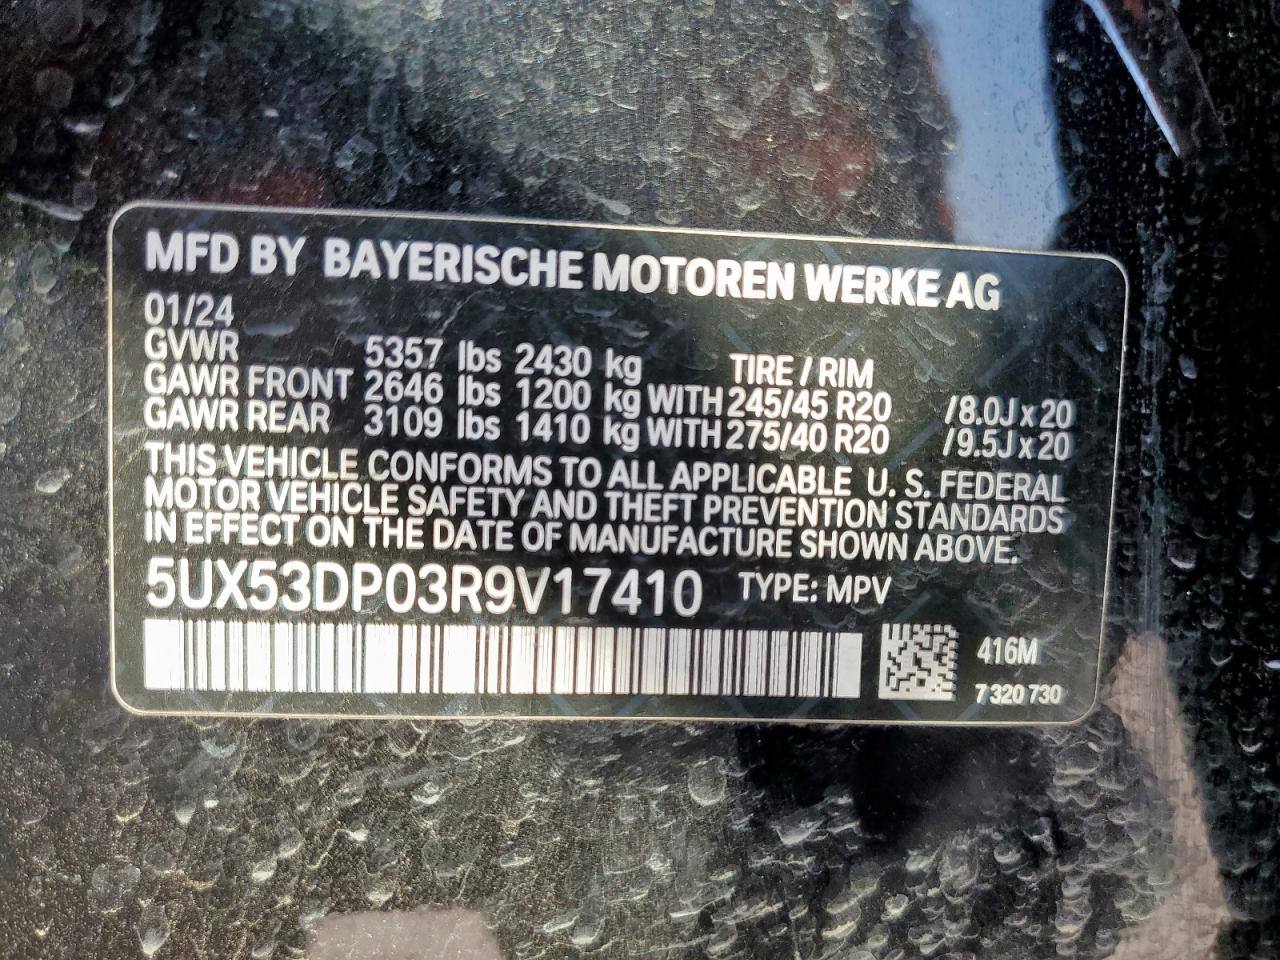 MFD BY BAYERISCHE MOTOREN WERKE AG
01/24
GVWR 5357 lbs 2430 kg TIRE / RIM
GAWR FRONT 2646 lbs 1200 kg WITH 245/45 R20 /8.0J x 20
GAWR REAR 3109 lbs 1410 kg WITH 275/40 R20 /9.5J x 20
THIS VEHICLE CONFORMS TO ALL APPLICABLE U. S. FEDERAL
MOTOR VEHICLE SAFETY AND THEFT PREVENTION STANDARDS
IN EFFECT ON THE DATE OF MANUFACTURE SHOWN ABOVE.
5UX53DP03R9V17410 TYPE: MPV
416M
7 320 730